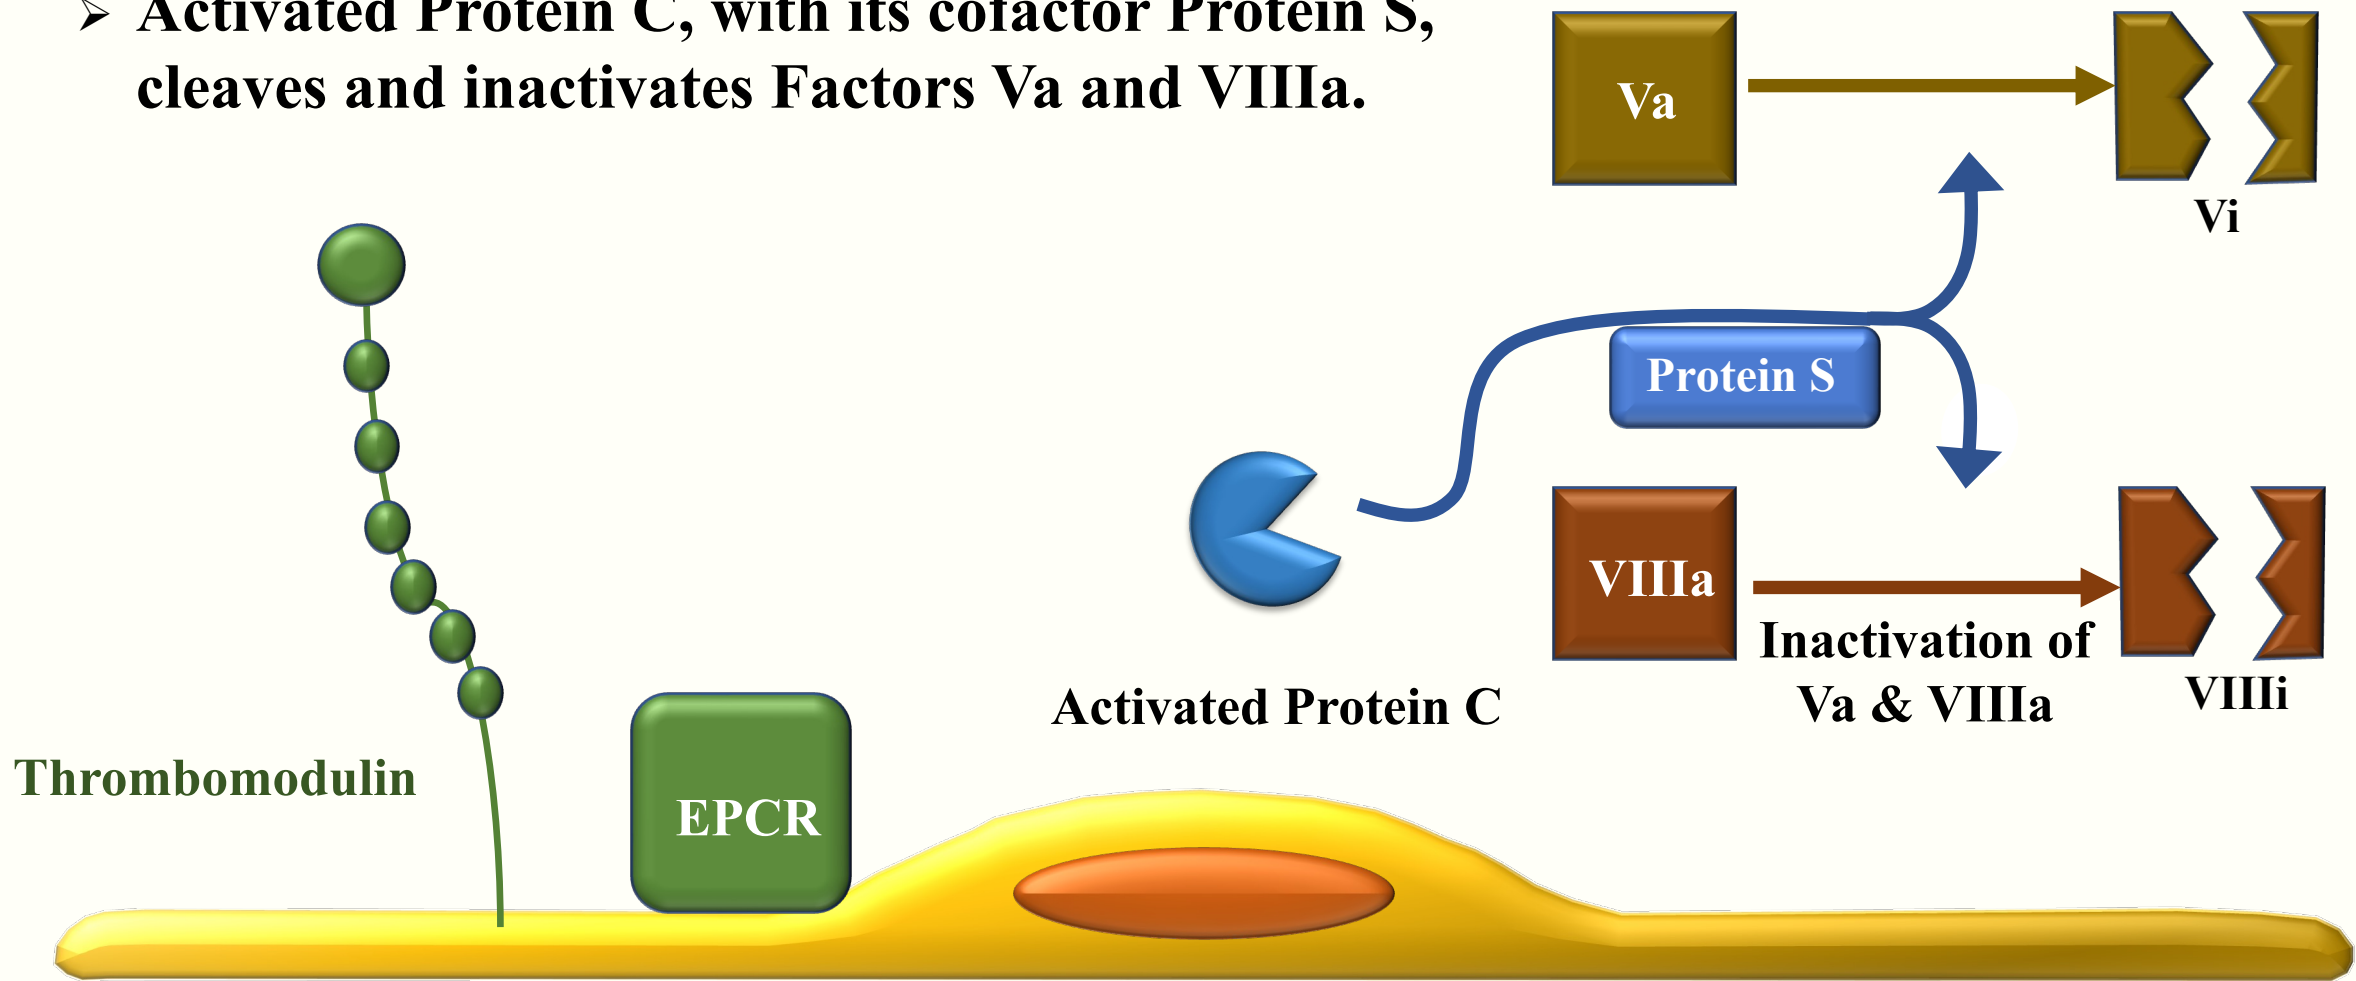 Activated Protein C, with its cofactor Protein S,
cleaves and inactivates Factors Va and VIIIa.
Va
Vi
Protein S
VIIIa
Inactivation of
Va & VIIIa
VIIIi
Activated Protein C
Thrombomodulin
EPCR